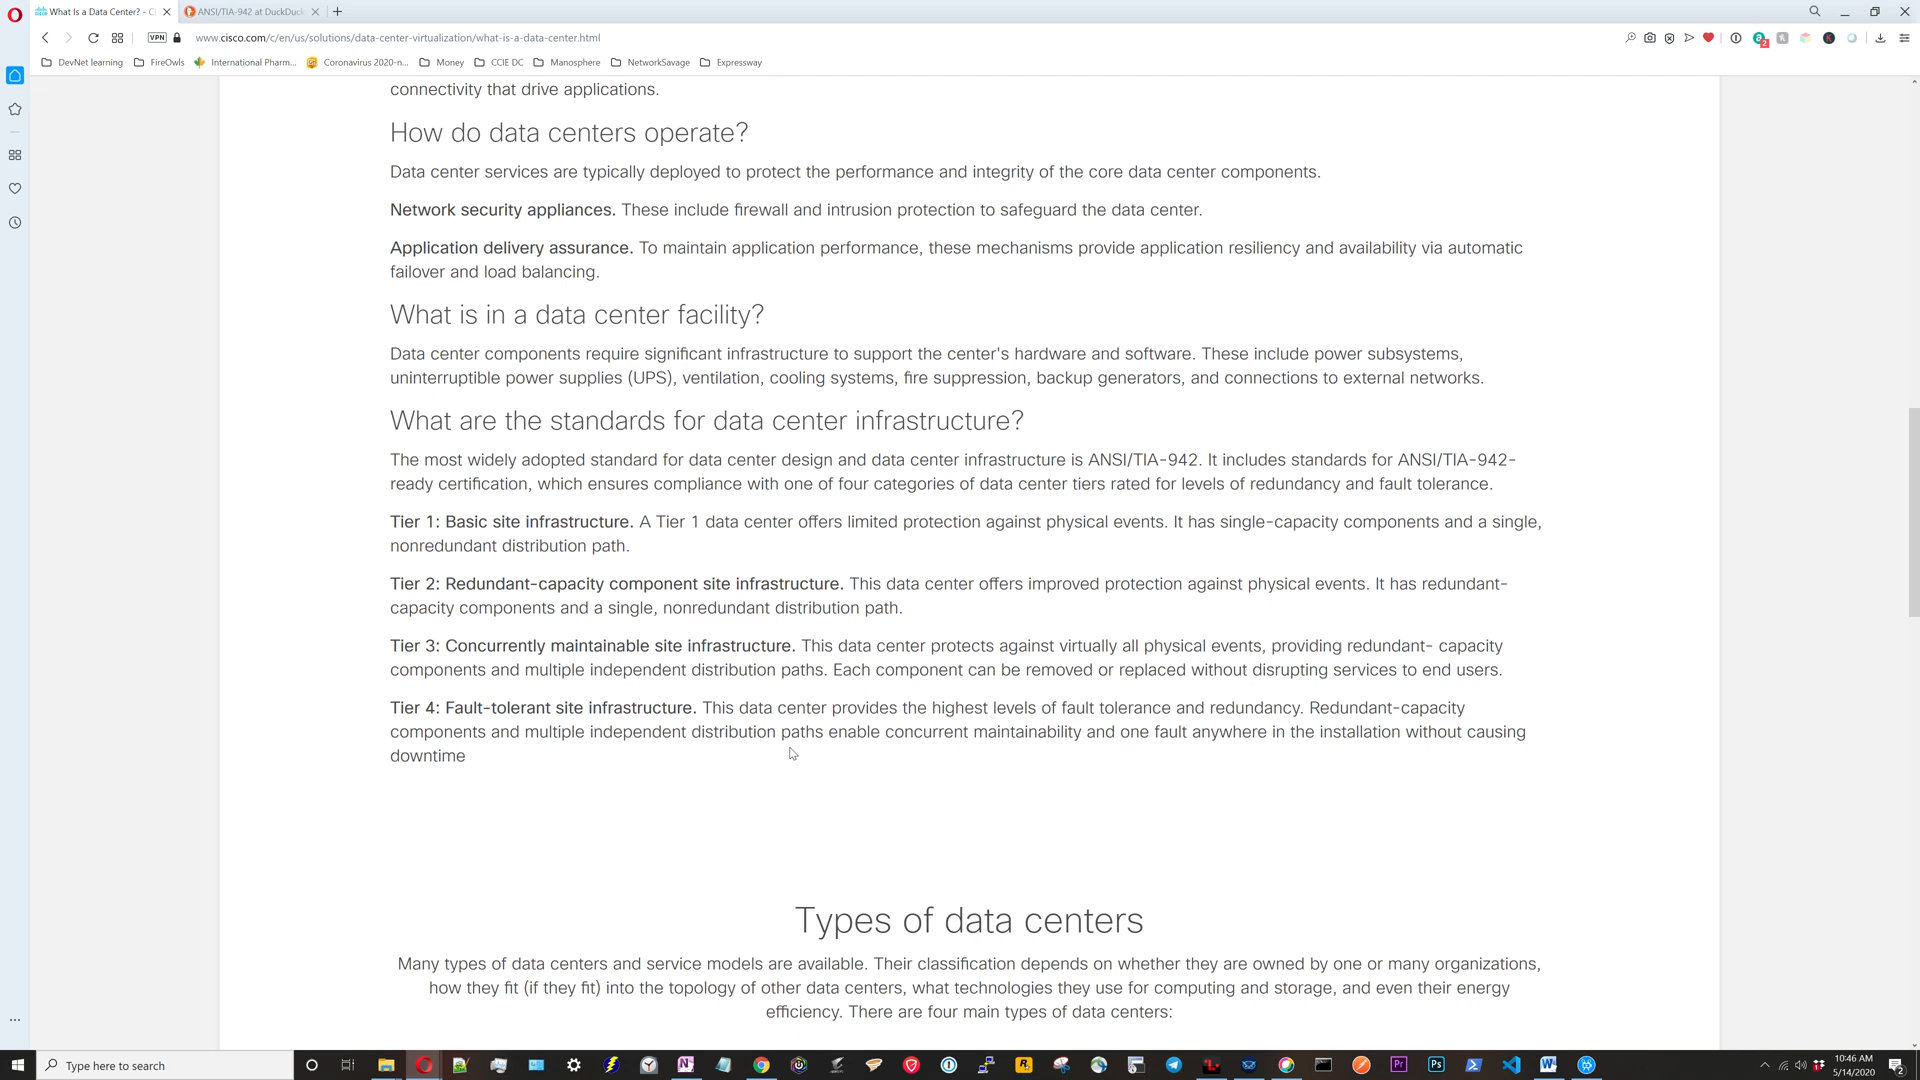 What Is a Data Center? - Ci
ANSI/TIA-942 at DuckDuck
VPN
www.cisco.com/c/en/us/solutions/data-center-virtualization/what-is-a-data-center.html
2
DevNet learning
FireOwls
International Pharm...
Coronavirus 2020-n...
Money
CCIE DC
Manosphere
NetworkSavage
Expressway
connectivity that drive applications.
How do data centers operate?
Data center services are typically deployed to protect the performance and integrity of the core data center components.
Network security appliances. These include firewall and intrusion protection to safeguard the data center.
Application delivery assurance. To maintain application performance, these mechanisms provide application resiliency and availability via automatic
failover and load balancing.
What is in a data center facility?
Data center components require significant infrastructure to support the center's hardware and software. These include power subsystems,
uninterruptible power supplies (UPS), ventilation, cooling systems, fire suppression, backup generators, and connections to external networks.
What are the standards for data center infrastructure?
The most widely adopted standard for data center design and data center infrastructure is ANSI/TIA-942. It includes standards for ANSI/TIA-942-
ready certification, which ensures compliance with one of four categories of data center tiers rated for levels of redundancy and fault tolerance.
Tier 1: Basic site infrastructure. A Tier 1 data center offers limited protection against physical events. It has single-capacity components and a single,
nonredundant distribution path.
Tier 2: Redundant-capacity component site infrastructure. This data center offers improved protection against physical events. It has redundant-
capacity components and a single, nonredundant distribution path.
Tier 3: Concurrently maintainable site infrastructure. This data center protects against virtually all physical events, providing redundant- capacity
components and multiple independent distribution paths. Each component can be removed or replaced without disrupting services to end users.
Tier 4: Fault-tolerant site infrastructure. This data center provides the highest levels of fault tolerance and redundancy. Redundant-capacity
components and multiple independent distribution paths enable concurrent maintainability and one fault anywhere in the installation without causing
downtime
Types of data centers
Many types of data centers and service models are available. Their classification depends on whether they are owned by one or many organizations,
how they fit (if they fit) into the topology of other data centers, what technologies they use for computing and storage, and even their energy
efficiency. There are four main types of data centers:
Type here to search
Pr
Ps
10:46 AM
5/14/2020
2